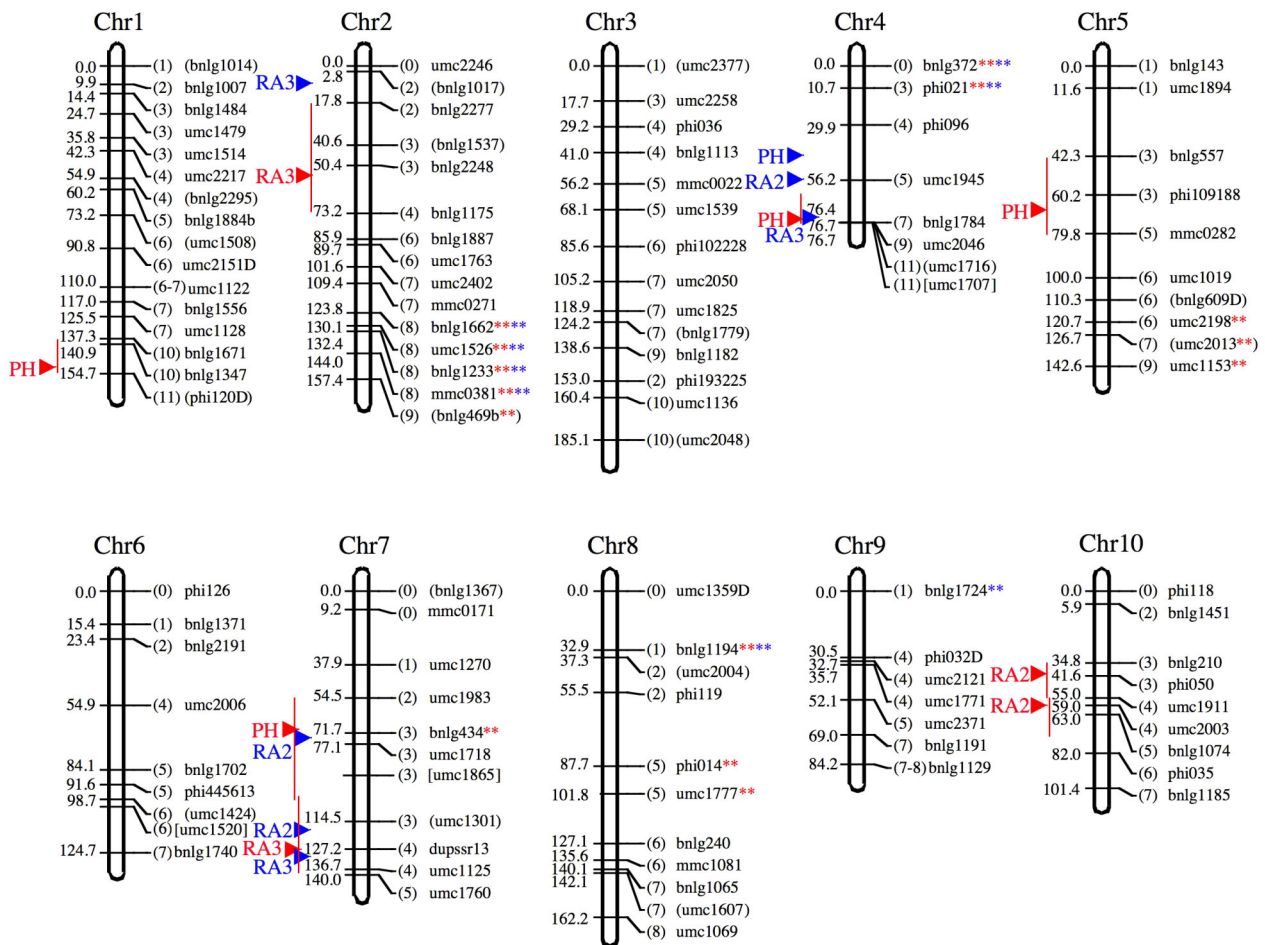 Chr1
0.0 (1) (bnlg1014)
9.9 (2) bnlg1007
14.4 (3) bnlg1484
24.7 (3) umc1479
35.8 (3) umc1514
42.3 (4) umc2217
54.9 (4) (bnlg2295)
60.2 (5) bnlg1884b
73.2 (6) (umc1508)
90.8 (6) umc2151D
110.0 (6-7) umc1122
117.0 (7) bnlg1556
125.5 (7) umc1128
137.3 (10) bnlg1671
140.9 (10) bnlg1347
PH
154.7 (11) (phi120D)
Chr2
0.0 (0) umc2246
RA3
2.8 (2) (bnlg1017)
17.8 (2) bnlg2277
40.6 (3) (bnlg1537)
50.4 (3) bnlg2248
RA3
73.2 (4) bnlg1175
85.9 (6) bnlg1887
89.7 (6) umc1763
101.6 (7) umc2402
109.4 (7) mmc0271
123.8 (8) bnlg1662****
130.1 (8) umc1526****
132.4 (8) bnlg1233****
144.0 (8) mmc0381****
157.4 (9) (bnlg469b**)
Chr3
0.0 (1) (umc2377)
17.7 (3) umc2258
29.2 (4) phi036
41.0 (4) bnlg1113
56.2 (5) mmc0022
68.1 (5) umc1539
85.6 (6) phi102228
105.2 (7) umc2050
118.9 (7) umc1825
124.2 (7) (bnlg1779)
138.6 (9) bnlg1182
153.0 (2) phi193225
160.4 (10) umc1136
185.1 (10) (umc2048)
Chr4
0.0 (0) bnlg372****
10.7 (3) phi021****
29.9 (4) phi096
PH
RA2
56.2 (5) umc1945
76.4 (7) bnlg1784
PH
76.7 (9) umc2046
RA3
76.7 (11) (umc1716)
(11) [umc1707]
Chr5
0.0 (1) bnlg143
11.6 (1) umc1894
42.3 (3) bnlg557
60.2 (3) phi109188
PH
79.8 (5) mmc0282
100.0 (6) umc1019
110.3 (6) (bnlg609D)
120.7 (6) umc2198**
126.7 (7) (umc2013**)
142.6 (9) umc1153**
Chr6
0.0 (0) phi126
15.4 (1) bnlg1371
23.4 (2) bnlg2191
54.9 (4) umc2006
84.1 (5) bnlg1702
91.6 (5) phi445613
98.7 (6) (umc1424)
(6) [umc1520]
124.7 (7) bnlg1740
Chr7
0.0 (0) (bnlg1367)
9.2 (0) mmc0171
37.9 (1) umc1270
54.5 (2) umc1983
PH
71.7 (3) bnlg434**
RA2
77.1 (3) umc1718
(3) [umc1865]
114.5 (3) (umc1301)
RA2
RA3
127.2 (4) dupssr13
RA3
136.7 (4) umc1125
140.0 (5) umc1760
Chr8
0.0 (0) umc1359D
32.9 (1) bnlg1194****
37.3 (2) (umc2004)
55.5 (2) phi119
87.7 (5) phi014**
101.8 (5) umc1777**
127.1 (6) bnlg240
135.6 (6) mmc1081
140.1 (7) bnlg1065
142.1 (7) (umc1607)
162.2 (8) umc1069
Chr9
0.0 (1) bnlg1724**
30.5 (4) phi032D
32.7 (4) umc2121
35.7 (4) umc1771
52.1 (5) umc2371
69.0 (7) bnlg1191
84.2 (7-8) bnlg1129
Chr10
0.0 (0) phi118
5.9 (2) bnlg1451
34.8 (3) bnlg210
RA2
41.6 (3) phi050
55.0 (4) umc1911
RA2
59.0 (4) umc2003
63.0 (5) bnlg1074
82.0 (6) phi035
101.4 (7) bnlg1185